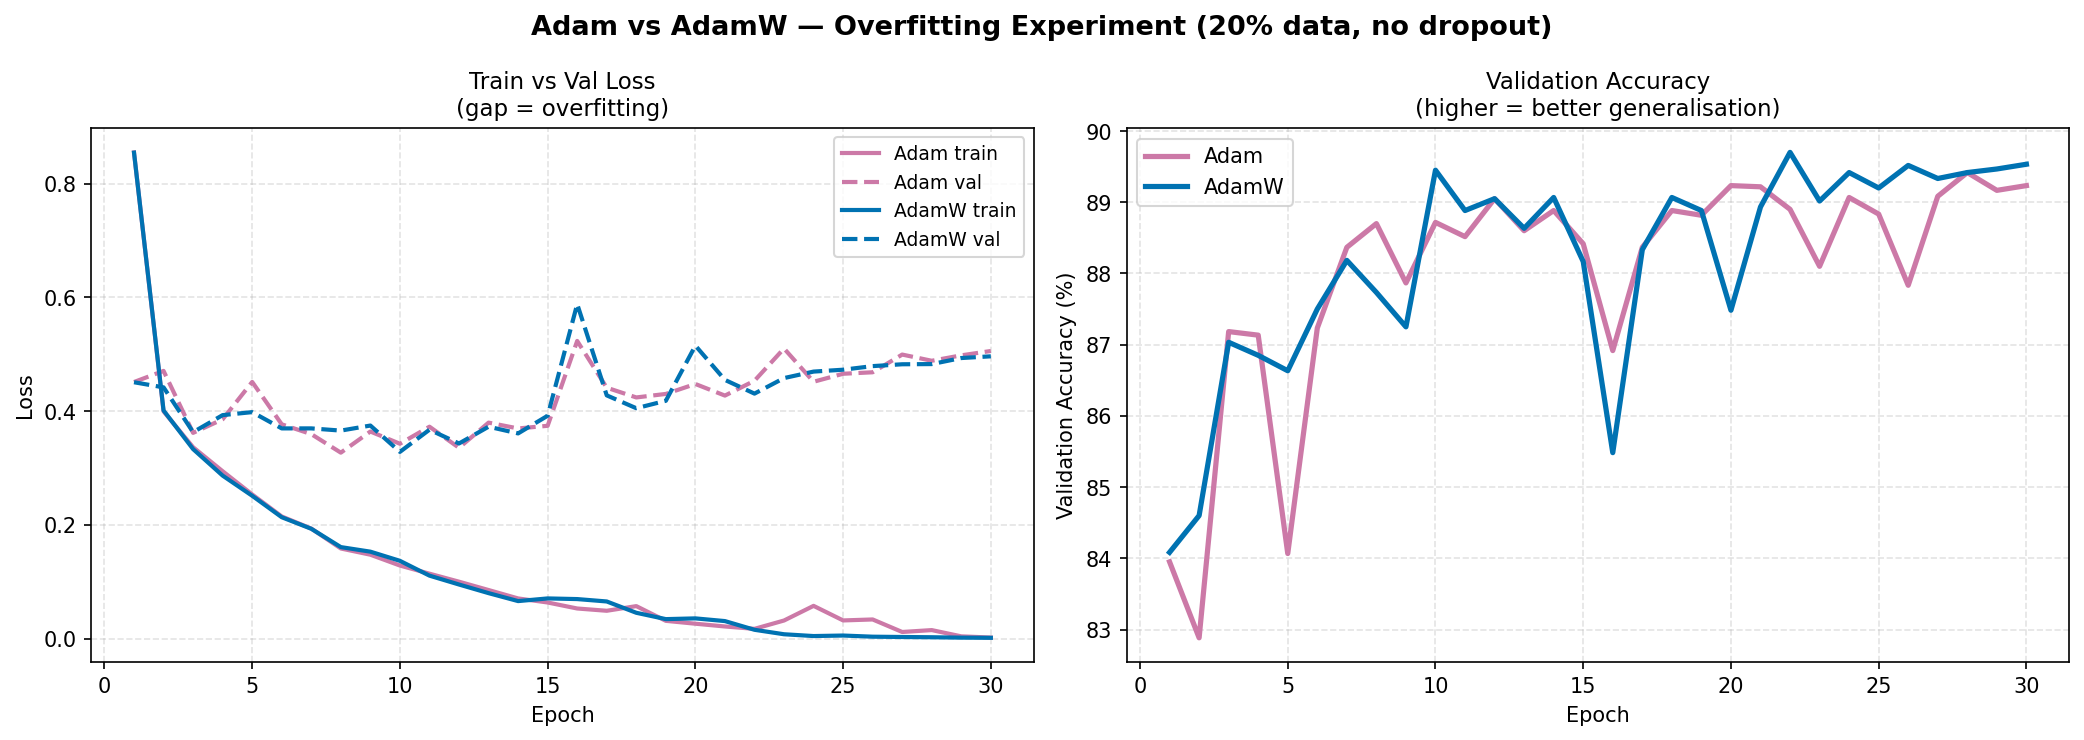 Adam vs AdamW — Overfitting Experiment (20% data, no dropout)
Train vs Val Loss
(gap = overfitting)
Loss
0.8
0.6
0.4
0.2
0.0
Adam train
Adam val
AdamW train
AdamW val
0 5 10 15 20 25 30
Epoch
Validation Accuracy
(higher = better generalisation)
Validation Accuracy (%)
90
89
88
87
86
85
84
83
Adam
AdamW
0 5 10 15 20 25 30
Epoch